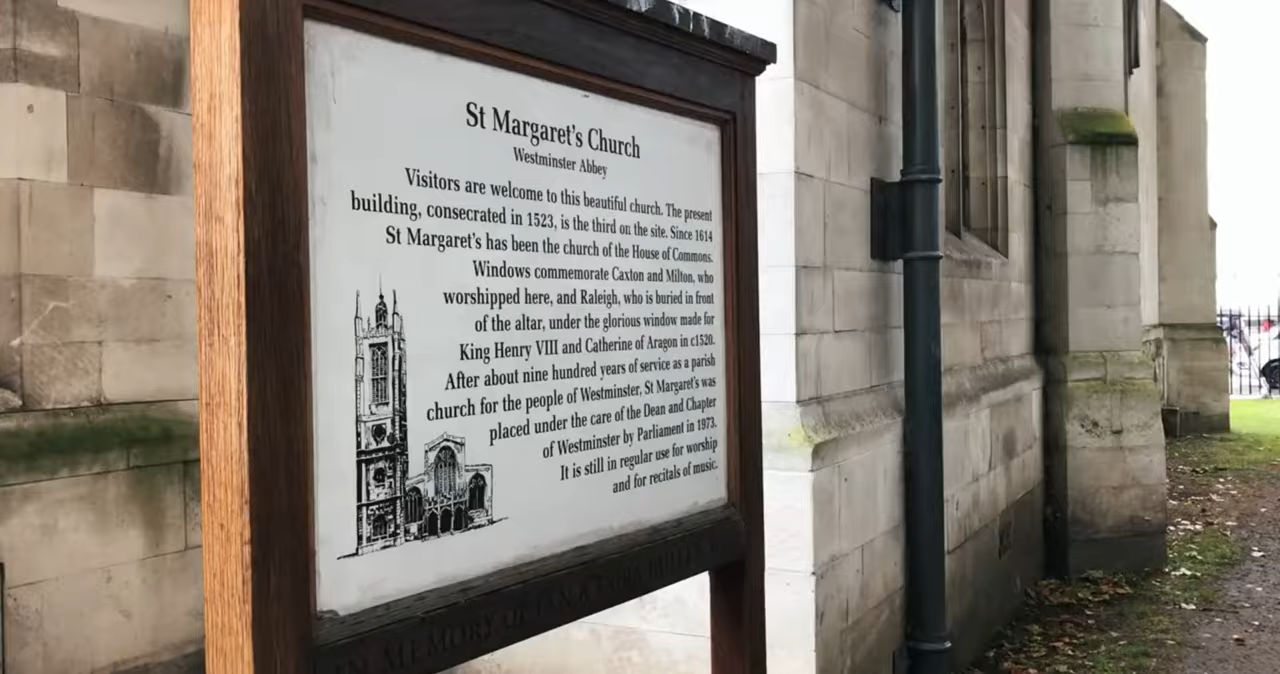 St Margaret's Church
Westminster Abbey
Visitors are welcome to this beautiful church. The present
building, consecrated in 1523, is the third on the site. Since 1614
St Margaret's has been the church of the House of Commons.
Windows commemorate Caxton and Milton, who
worshipped here, and Raleigh, who is buried in front
of the altar, under the glorious window made for
King Henry VIII and Catherine of Aragon in c1520.
After about nine hundred years of service as a parish
church for the people of Westminster, St Margaret's was
placed under the care of the Dean and Chapter
of Westminster by Parliament in 1973.
It is still in regular use for worship
and for recitals of music.
IN MEMORY OF